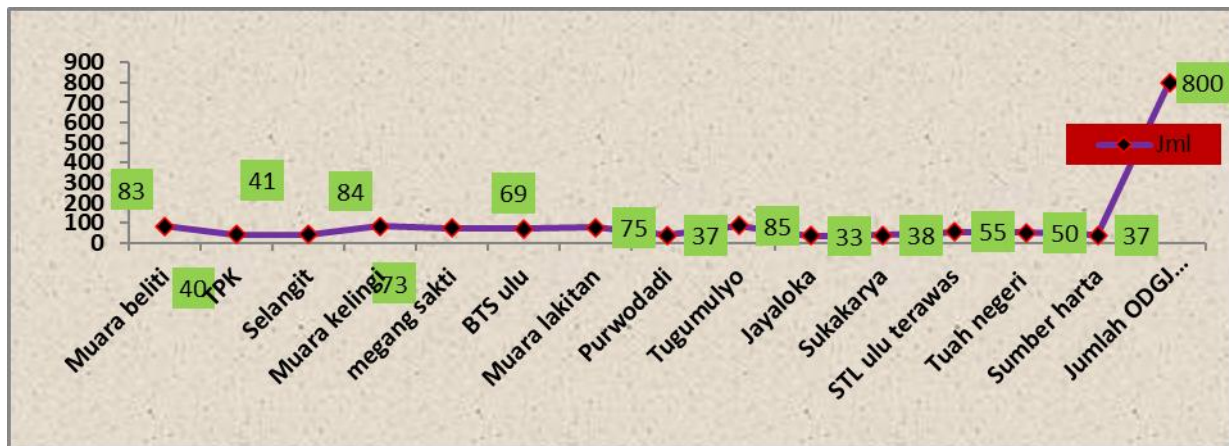 900
800
700
600
500
400
300
200
100
0
83
40
41
84
73
69
75
37
85
33
38
55
50
37
800
Jml
Muara beliti
TPK
Selangit
Muara kelingi
megang sakti
BTS ulu
Muara lakitan
Purwodadi
Tugumulyo
Jayaloka
Sukakarya
STL ulu terawas
Tuah negeri
Sumber harta
Jumlah ODGJ...